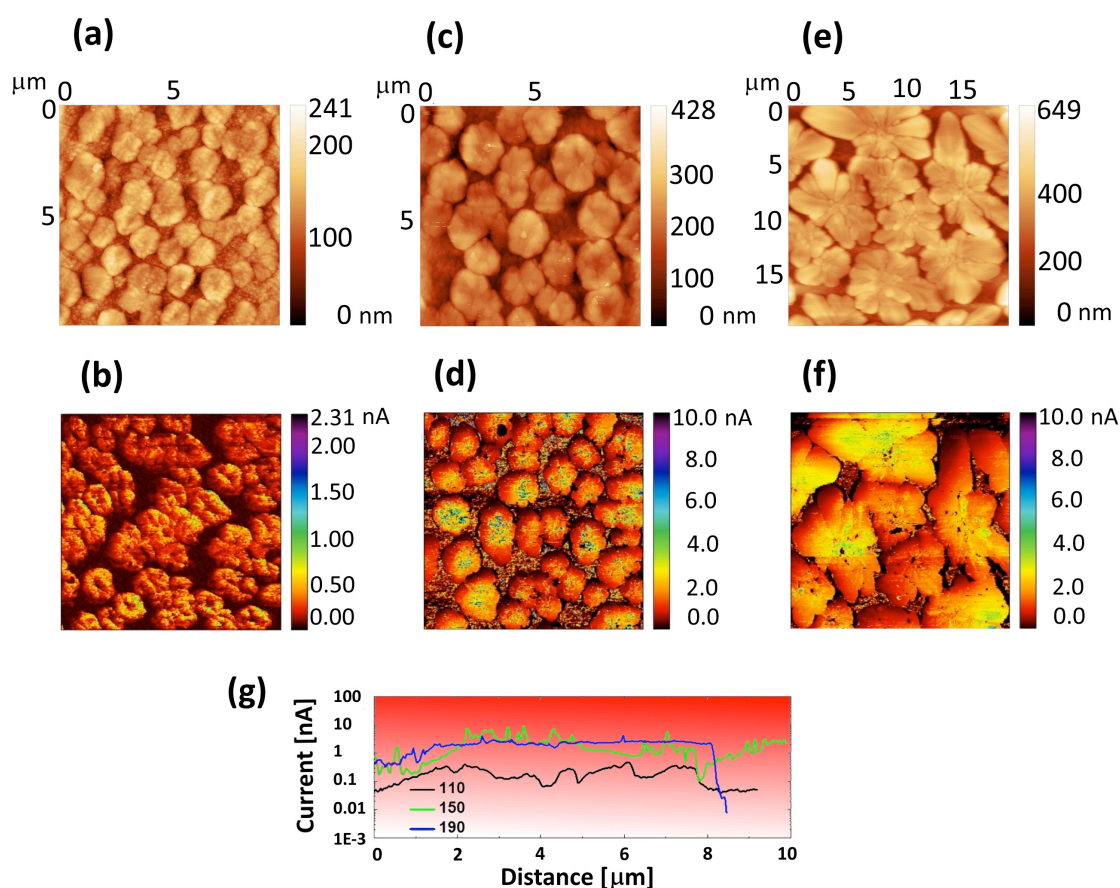 (a)
(c)
(e)
μm 0 5
0
5
241
200
100
0 nm
μm 0 5
0
5
428
300
200
100
0 nm
μm 0 5 10 15
0
5
10
15
649
400
200
0 nm
(b)
(d)
(f)
2.31 nA
2.00
1.50
1.00
0.50
0.00
10.0 nA
8.0
6.0
4.0
2.0
0.0
10.0 nA
8.0
6.0
4.0
2.0
0.0
(g)
Current [nA]
100
10
1
0.1
0.01
1E-3
110
150
190
0 2 4 6 8 10
Distance [μm]